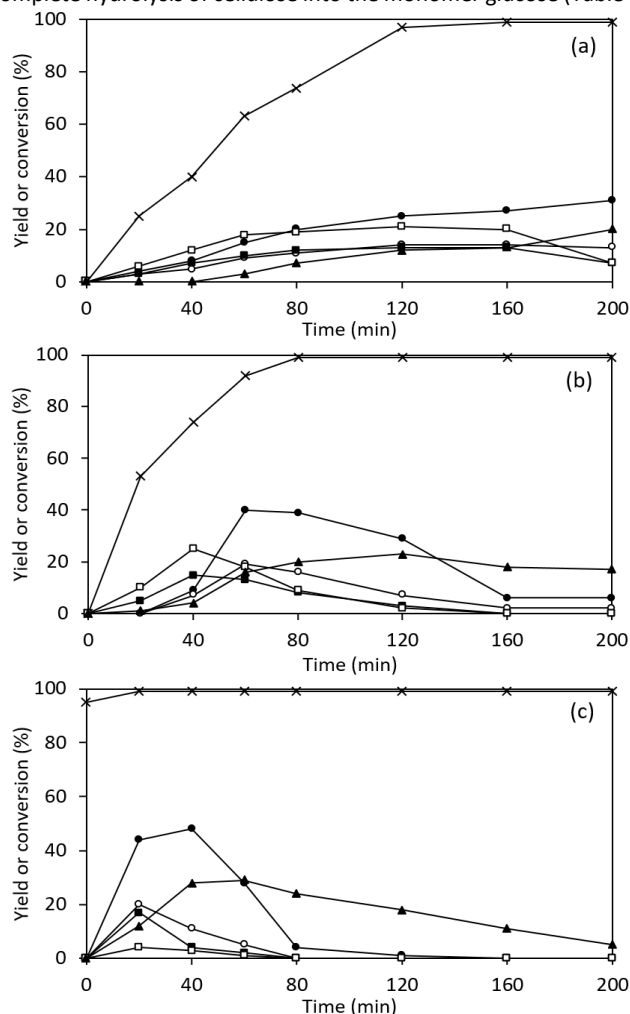 omplete hydrolysis of cellulose into the monomer glucose (Table
100
80
60
40
20
0
Yield or conversion (%)
(a)
0 40 80 120 160 200
Time (min)
100
80
60
40
20
0
Yield or conversion (%)
(b)
0 40 80 120 160 200
Time (min)
100
80
60
40
20
0
Yield or conversion (%)
(c)
0 40 80 120 160 200
Time (min)